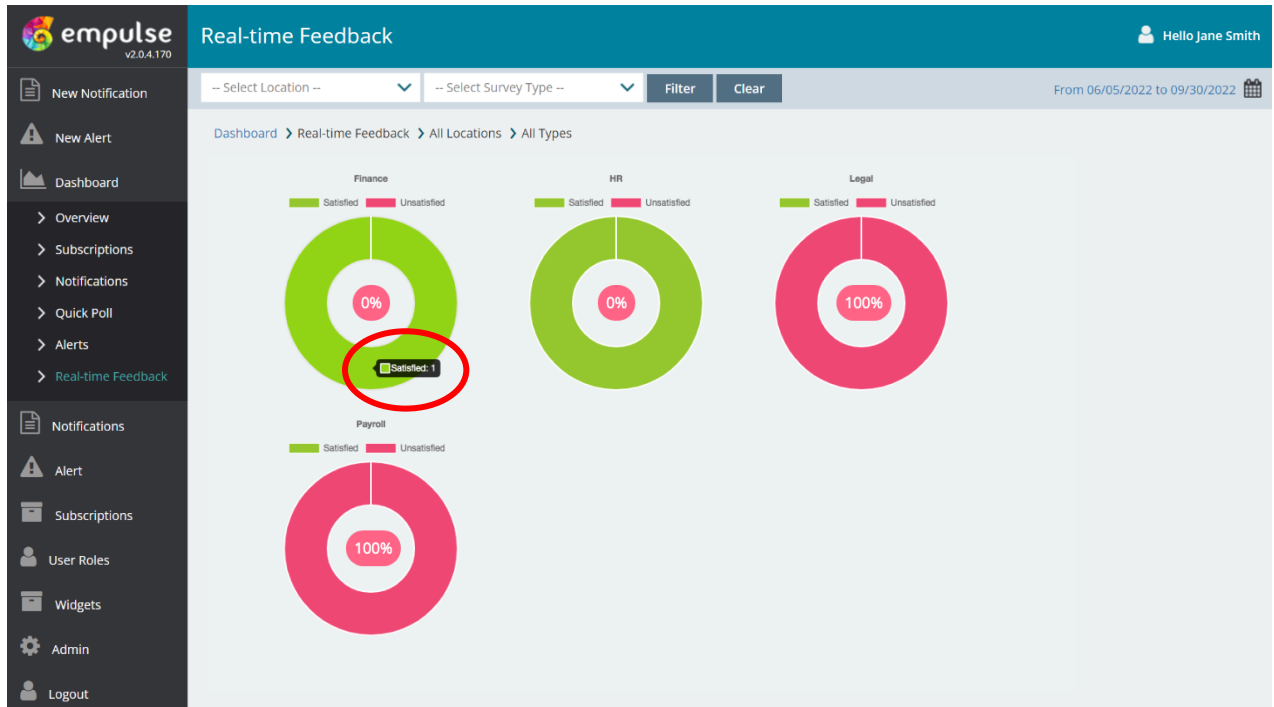 empulse
v2.0.4.170
Real-time Feedback
Hello Jane Smith
New Notification
New Alert
Dashboard
Overview
Subscriptions
Notifications
Quick Poll
Alerts
Real-time Feedback
Notifications
Alert
Subscriptions
User Roles
Widgets
Admin
Logout
-- Select Location --
-- Select Survey Type --
Filter
Clear
From 06/05/2022 to 09/30/2022
Dashboard > Real-time Feedback > All Locations > All Types
Finance
Satisfied Unsatisfied
0%
Satisfied: 1
HR
Satisfied Unsatisfied
0%
Legal
Satisfied Unsatisfied
100%
Payroll
Satisfied Unsatisfied
100%